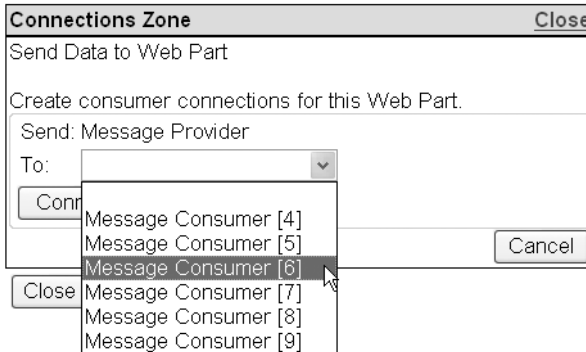 Connections Zone Close
Send Data to Web Part
Create consumer connections for this Web Part.
Send: Message Provider
To:
Conn
Message Consumer [4]
Message Consumer [5]
Cancel
Message Consumer [6]
Close
Message Consumer [7]
Message Consumer [8]
Message Consumer [9]